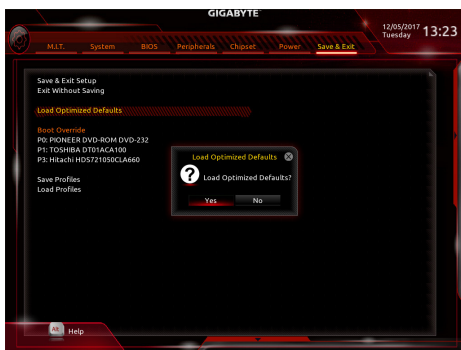 GIGABYTE
12/05/2017 13:23
Tuesday
M.I.T. System BIOS Peripherals Chipset Power Save & Exit
Save & Exit Setup
Exit Without Saving
Load Optimized Defaults
Boot Override
P0: PIONEER DVD-ROM DVD-232
P1: TOSHIBA DT01ACA100
P3: Hitachi HDS721050CLA660
Save Profiles
Load Profiles
Load Optimized Defaults
? Load Optimized Defaults?
Yes No
Alt Help